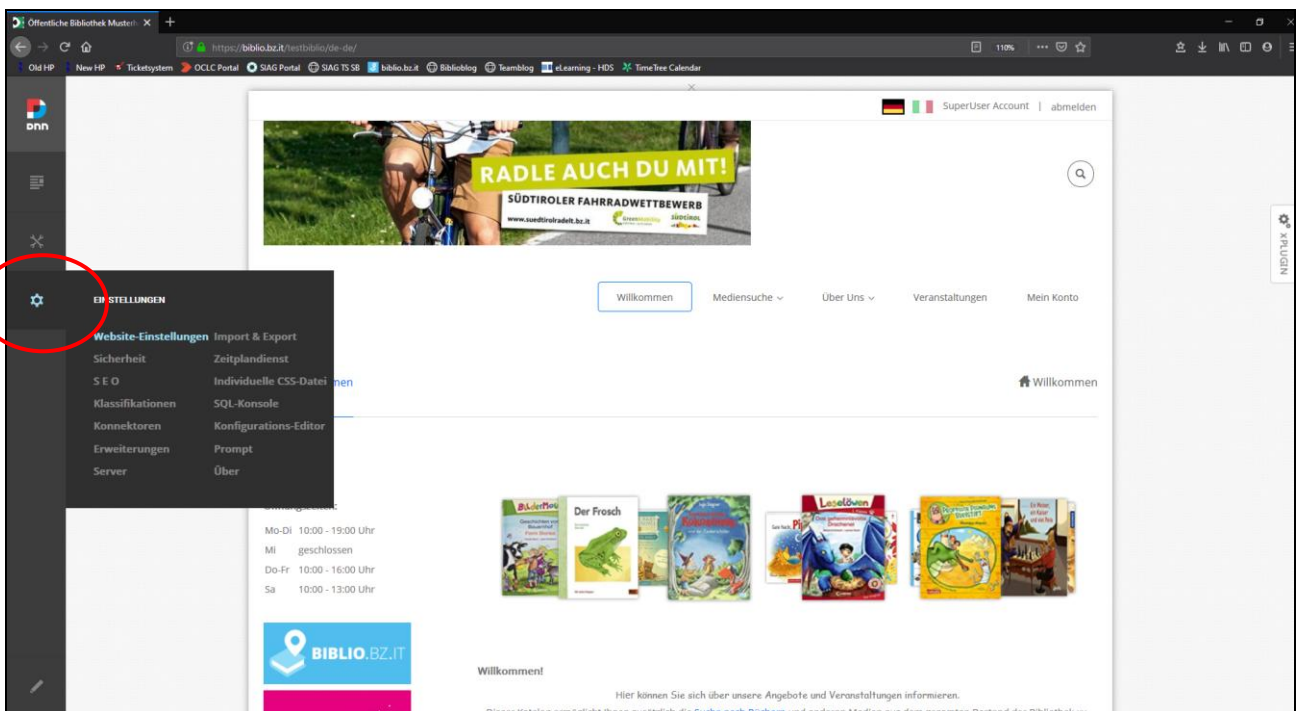 Öffentliche Bibliothek Musterh
https://biblio.bz.it/testbiblio/de-de/
110%
Old HP New HP Ticketsystem OCLC Portal SIAG Portal SIAG TS SB biblio.bz.it Biblioblog Teamblog eLearning - HDS TimeTree Calendar
dnn
SuperUser Account | abmelden
RADLE AUCH DU MIT!
SÜDTIROLER FAHRRADWETTBEWERB
www.suedtirolradelt.bz.it
SÜDTIROL
XPLUGIN
EINSTELLUNGEN
Website-Einstellungen Import & Export
Sicherheit Zeitplandienst
S E O Individuelle CSS-Datei
Klassifikationen SQL-Konsole
Konnektoren Konfigurations-Editor
Erweiterungen Prompt
Server Über
Willkommen Mediensuche Über Uns Veranstaltungen Mein Konto
men
Willkommen
Mo-Di 10:00 - 19:00 Uhr
Mi geschlossen
Do-Fr 10:00 - 16:00 Uhr
Sa 10:00 - 13:00 Uhr
Der Frosch
Leselöwen
BIBLIO.BZ.IT
Willkommen!
Hier können Sie sich über unsere Angebote und Veranstaltungen informieren.